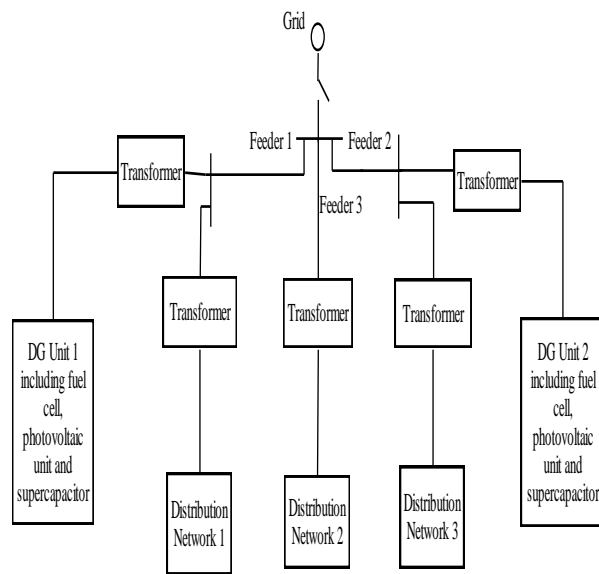 Grid
Feeder 1
Feeder 2
Transformer
Transformer
Feeder 3
Transformer
Transformer
Transformer
DG Unit 1
including fuel
cell,
photovoltaic
unit and
supercapacitor
DG Unit 2
including fuel
cell,
photovoltaic
unit and
supercapacitor
Distribution
Network 1
Distribution
Network 2
Distribution
Network 3